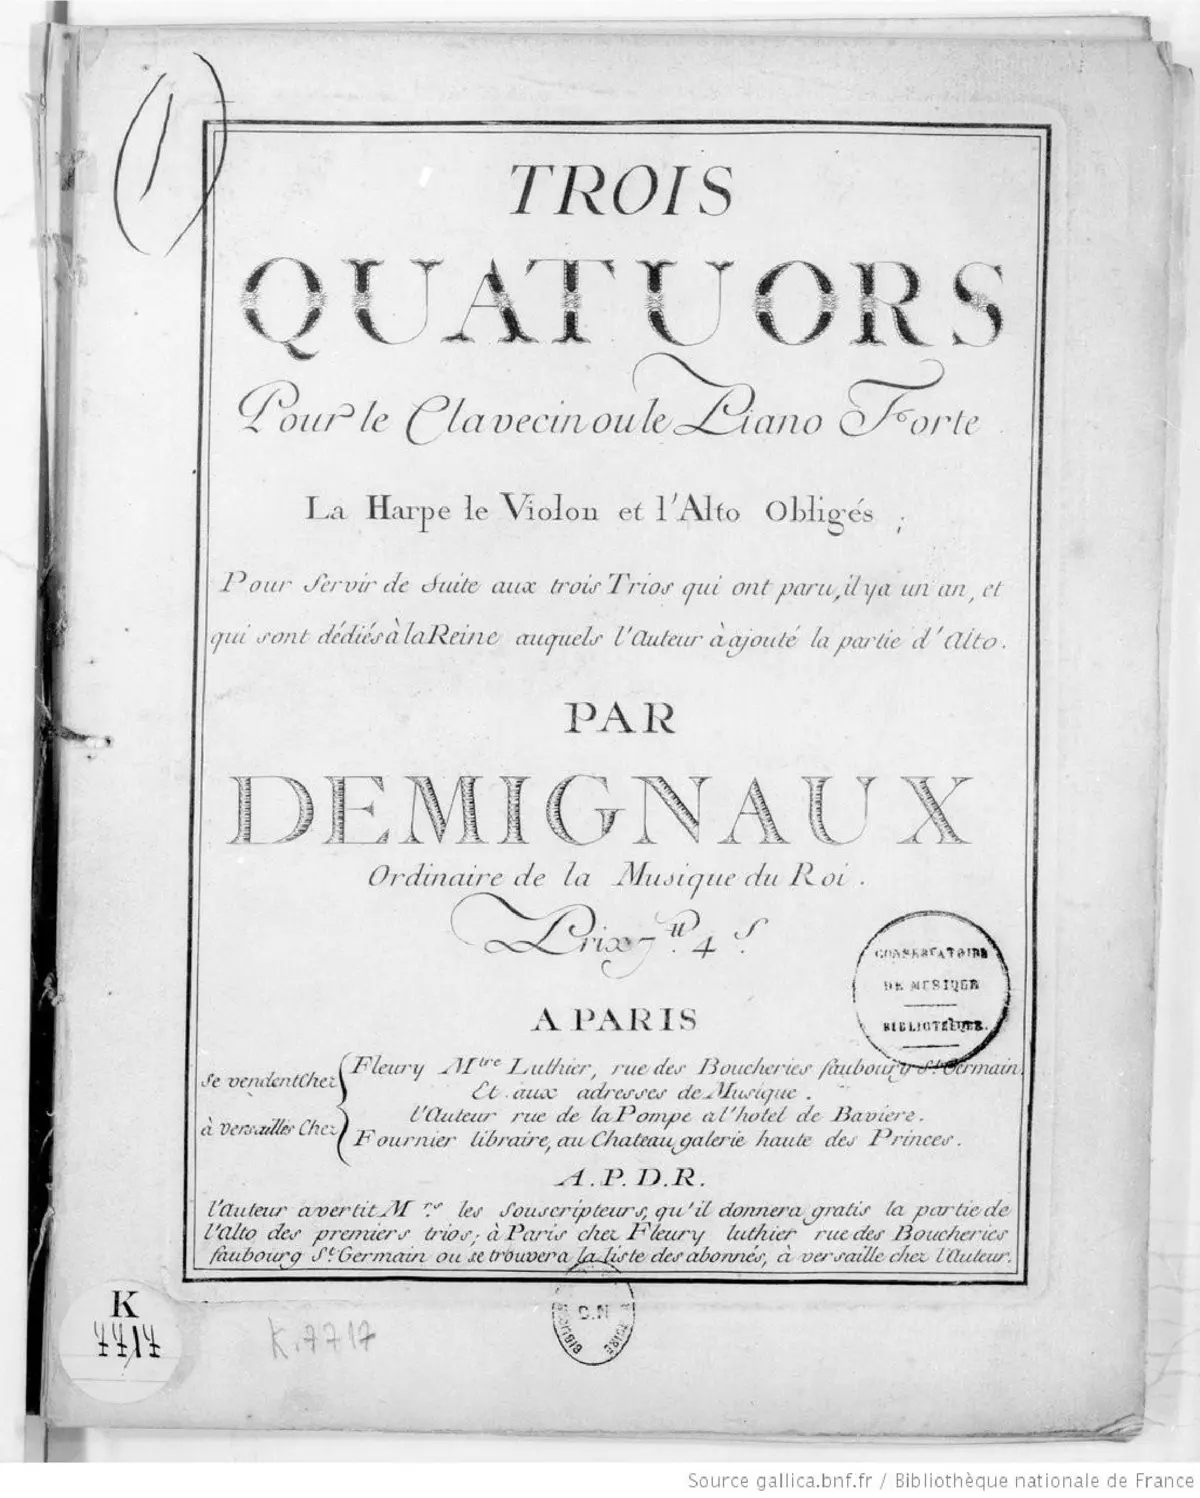 (1)
TROIS
QUATUORS
Pour le Clavecin ou le Piano Forte
La Harpe le Violon et l'Alto Obligés ;
Pour Servir de Suite aux trois Trios qui ont paru, il y a un an, et
qui sont dédiés à la Reine auquels l'Auteur à ajouté la partie d'Alto.
PAR
DEMIGNAUX
Ordinaire de la Musique du Roi.
Prix 7.tt 4 s.
CONSERVATOIRE
DE MUSIQUE
BIBLIOTHEQUE.
A PARIS
Se vendent Chez Fleury Mtre Luthier, rue des Boucheries faubourg St. Germain.
Et aux adresses de Musique.
l'Auteur rue de la Pompe a l'hotel de Baviere.
à Versailles Chez Fournier libraire, au Chateau, galerie haute des Princes.
A.P.D.R.
l'Auteur avertit Mrs. les Souscripteurs, qu'il donnera gratis la partie de
l'Alto des premiers trios; à Paris chez Fleury luthier rue des Boucheries
faubourg St. Germain ou se trouvera la liste des abonnés, à versaille chez l'Auteur.
C.N
K
7717
K.7717
Source gallica.bnf.fr / Bibliothèque nationale de France